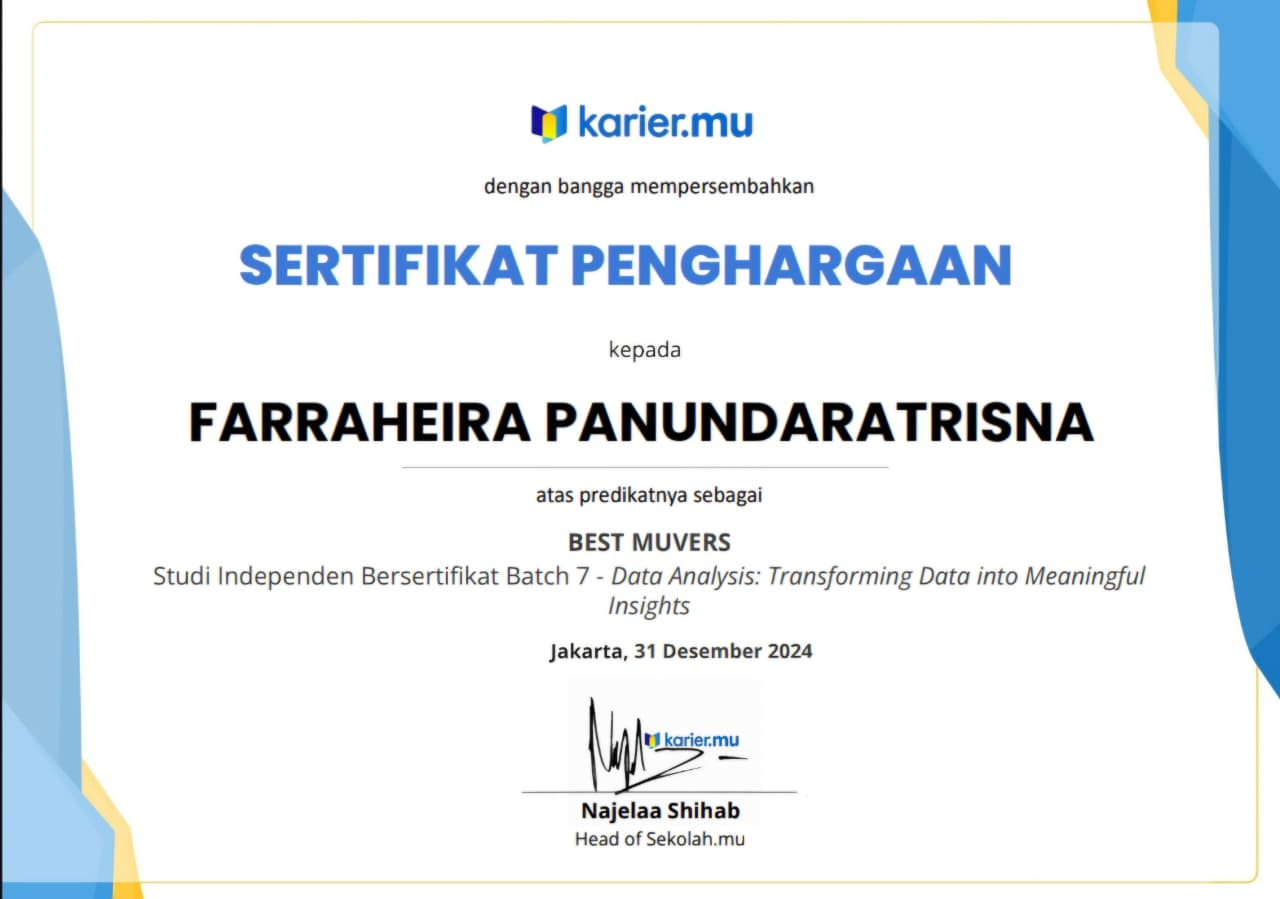 karier.mu
dengan bangga mempersembahkan
SERTIFIKAT PENGHARGAAN
kepada
FARRAHEIRA PANUNDARATRISNA
atas predikatnya sebagai
BEST MUVERS
Studi Independen Bersertifikat Batch 7 - Data Analysis: Transforming Data into Meaningful
Insights
Jakarta, 31 Desember 2024
karier.mu
Najelaa Shihab
Head of Sekolah.mu